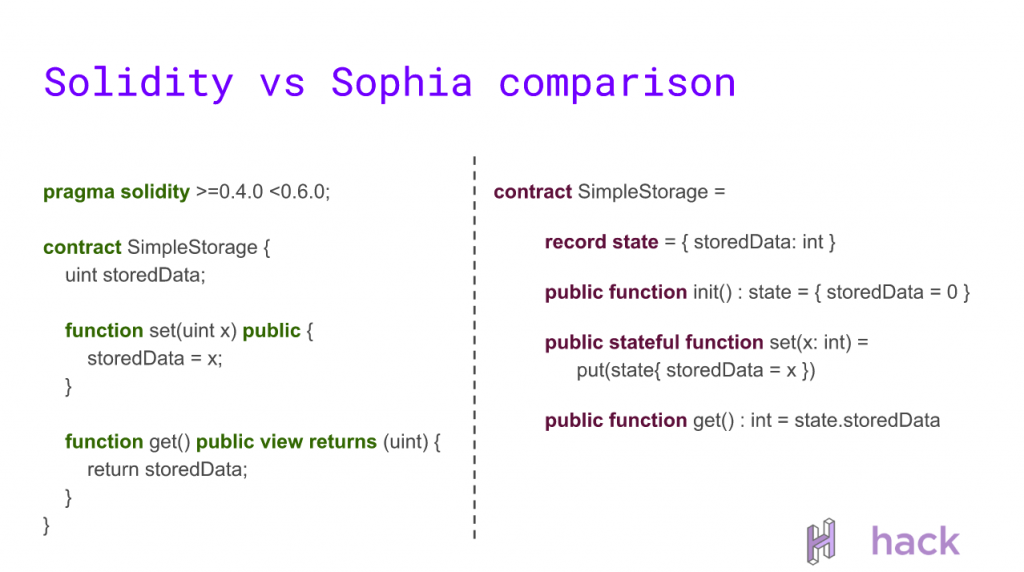 Solidity vs Sophia comparison
pragma solidity >=0.4.0 <0.6.0;
contract SimpleStorage {
uint storedData;
function set(uint x) public {
storedData = x;
}
function get() public view returns (uint) {
return storedData;
}
}
contract SimpleStorage =
record state = { storedData: int }
public function init() : state = { storedData = 0 }
public stateful function set(x: int) =
put(state{ storedData = x })
public function get() : int = state.storedData
hack